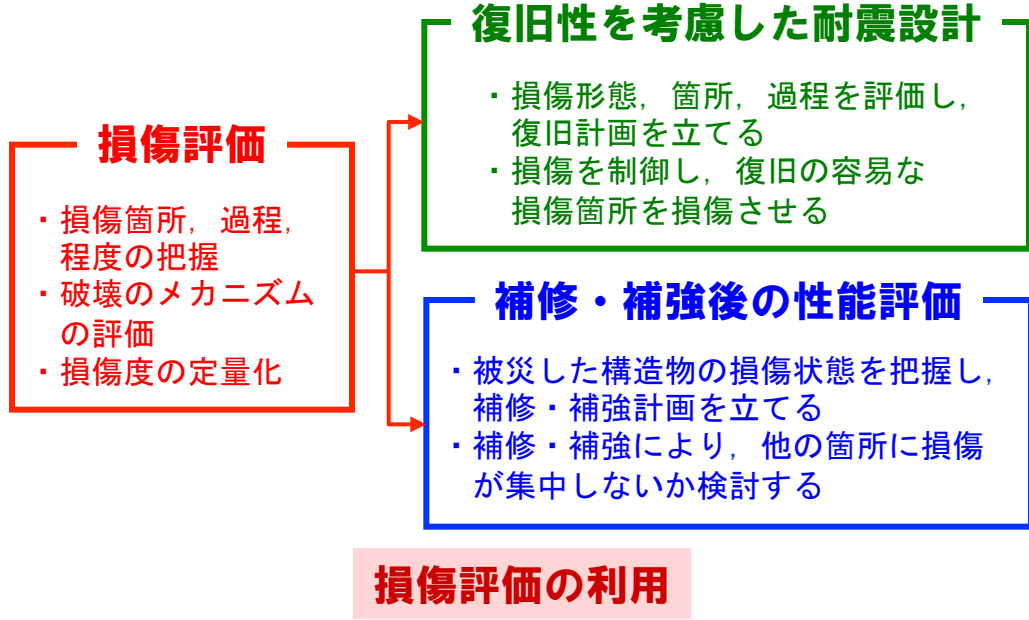 損傷評価
・損傷箇所，過程，
程度の把握
・破壊のメカニズム
の評価
・損傷度の定量化
復旧性を考慮した耐震設計
・損傷形態，箇所，過程を評価し，
復旧計画を立てる
・損傷を制御し，復旧の容易な
損傷箇所を損傷させる
補修・補強後の性能評価
・被災した構造物の損傷状態を把握し，
補修・補強計画を立てる
・補修・補強により，他の箇所に損傷
が集中しないか検討する
損傷評価の利用